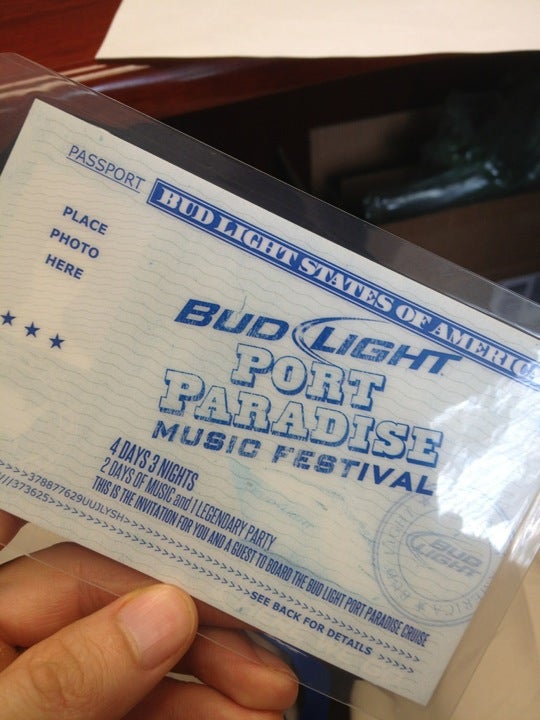 PASSPORT BUD LIGHT STATES OF AMERICA
PLACE
PHOTO
HERE
★ ★ ★
BUD LIGHT
PORT
PARADISE
MUSIC FESTIVAL
4 DAYS 3 NIGHTS
2 DAYS OF MUSIC and 1 LEGENDARY PARTY
THIS IS THE INVITATION FOR YOU AND A GUEST TO BOARD THE BUD LIGHT PORT PARADISE CRUISE
SEE BACK FOR DETAILS >>>>>
BUD
LIGHT